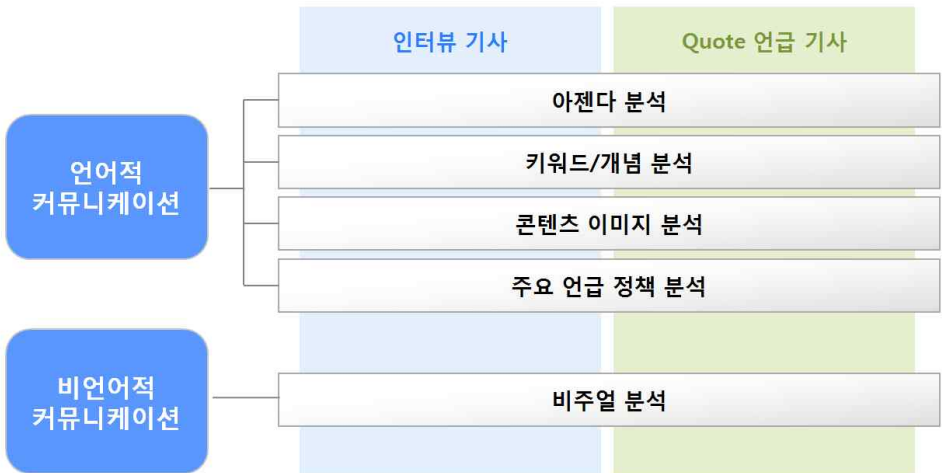 인터뷰 기사
Quote 언급 기사
언어적
커뮤니케이션
아젠다 분석
키워드/개념 분석
콘텐츠 이미지 분석
주요 언급 정책 분석
비언어적
커뮤니케이션
비주얼 분석